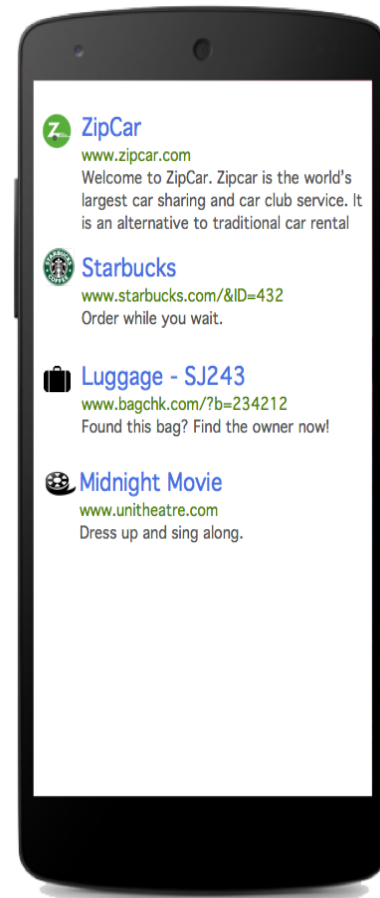 ZipCar
www.zipcar.com
Welcome to ZipCar. Zipcar is the world's
largest car sharing and car club service. It
is an alternative to traditional car rental
Starbucks
www.starbucks.com/&ID=432
Order while you wait.
Luggage - SJ243
www.bagchk.com/?b=234212
Found this bag? Find the owner now!
Midnight Movie
www.unitheatre.com
Dress up and sing along.